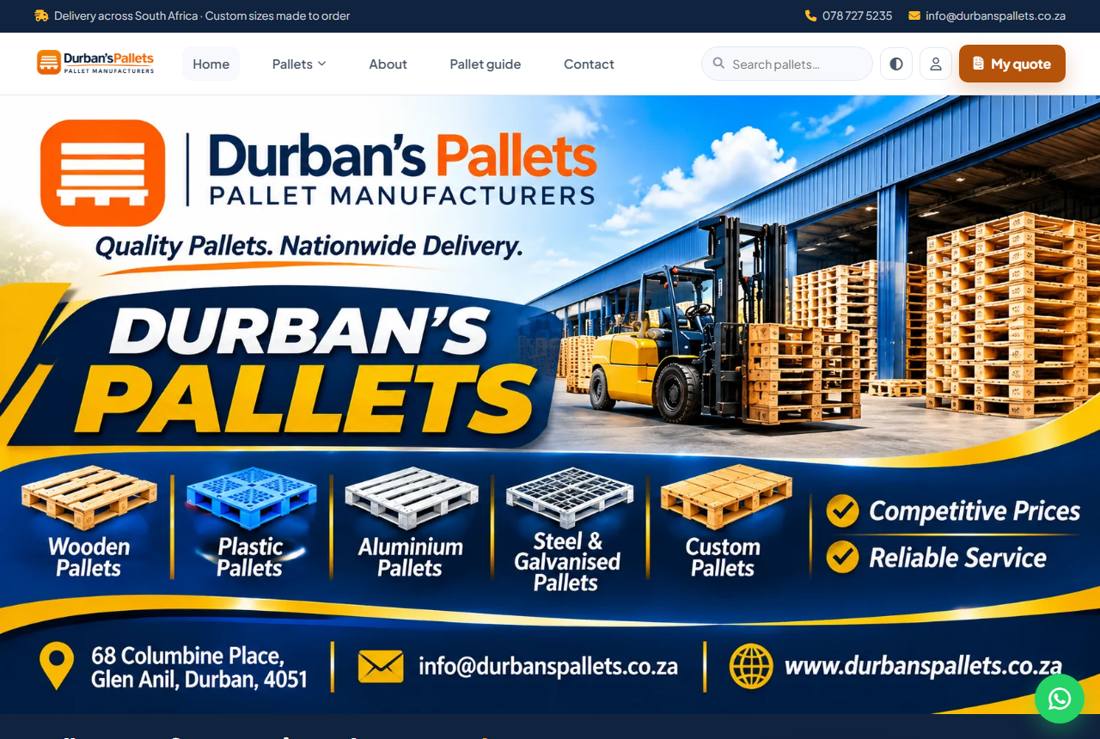 Delivery across South Africa · Custom sizes made to order
078 727 5235
info@durbanspallets.co.za
Durban's Pallets
PALLET MANUFACTURERS
Home
Pallets
About
Pallet guide
Contact
Search pallets...
My quote
Durban's Pallets
PALLET MANUFACTURERS
Quality Pallets. Nationwide Delivery.
DURBAN'S
PALLETS
Wooden
Pallets
Plastic
Pallets
Aluminium
Pallets
Steel &
Galvanised
Pallets
Custom
Pallets
Competitive Prices
Reliable Service
68 Columbine Place,
Glen Anil, Durban, 4051
info@durbanspallets.co.za
www.durbanspallets.co.za